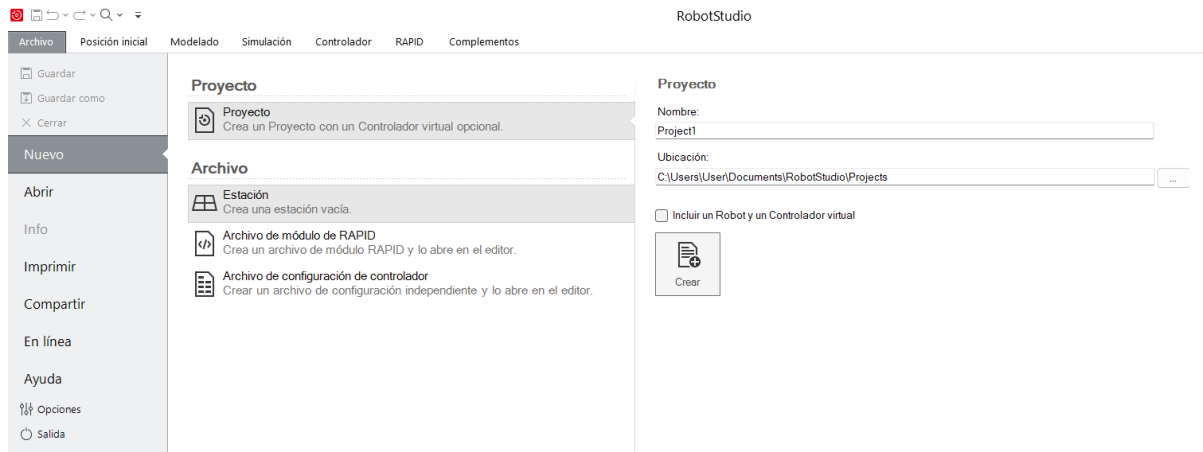 RobotStudio
Archivo Posición inicial Modelado Simulación Controlador RAPID Complementos
Guardar
Guardar como
Cerrar
Nuevo
Abrir
Info
Imprimir
Compartir
En línea
Ayuda
Opciones
Salida
Proyecto
Proyecto
Crea un Proyecto con un Controlador virtual opcional.
Archivo
Estación
Crea una estación vacía.
Archivo de módulo de RAPID
Crea un archivo de módulo RAPID y lo abre en el editor.
Archivo de configuración de controlador
Crear un archivo de configuración independiente y lo abre en el editor.
Proyecto
Nombre:
Project1
Ubicación:
C:\Users\User\Documents\RobotStudio\Projects
...
Incluir un Robot y un Controlador virtual
Crear